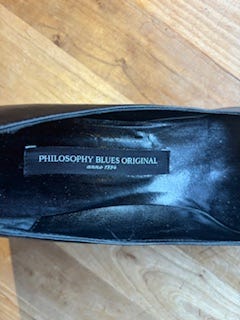 PHILOSOPHY BLUES ORIGINAL
anno 1994